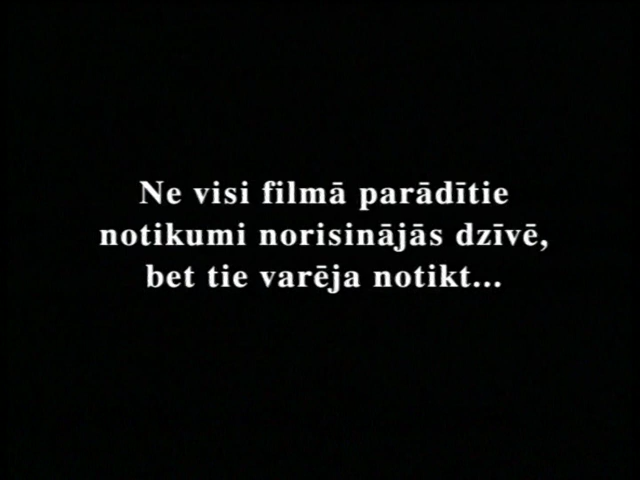 Ne visi filmā parādītie
notikumi norisinājās dzīvē,
bet tie varēja notikt...